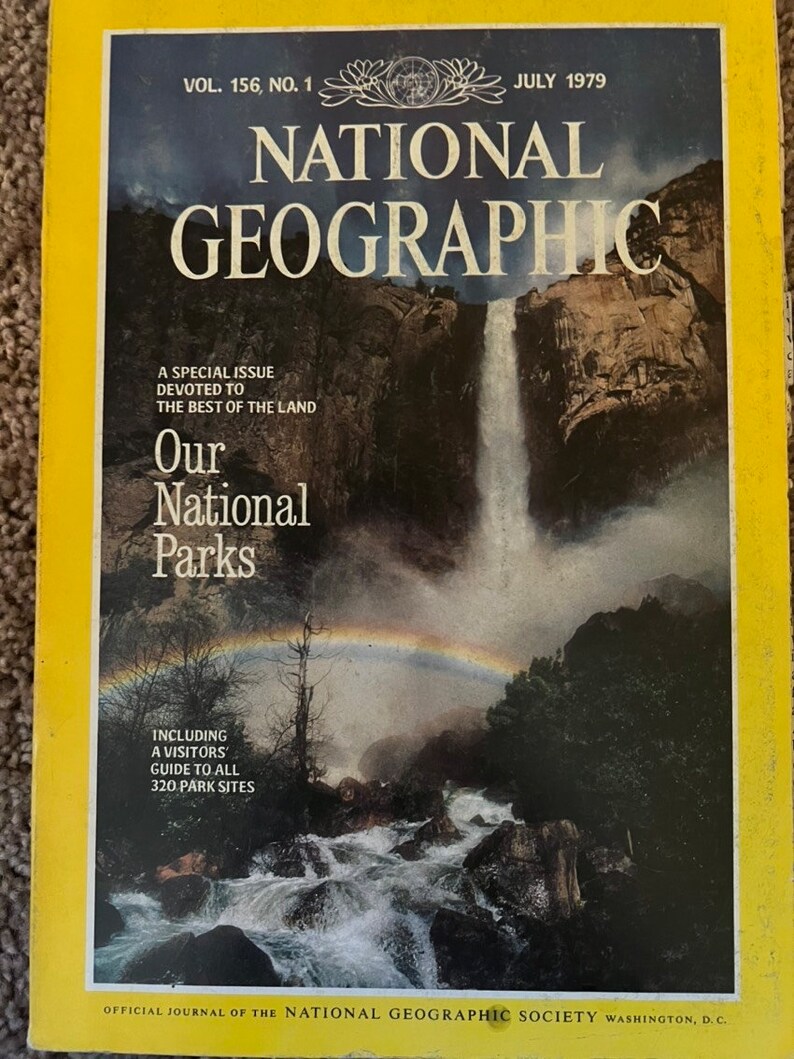 VOL. 156, NO. 1 JULY 1979
NATIONAL
GEOGRAPHIC
A SPECIAL ISSUE
DEVOTED TO
THE BEST OF THE LAND
Our
National
Parks
INCLUDING
A VISITORS'
GUIDE TO ALL
320 PARK SITES
OFFICIAL JOURNAL OF THE NATIONAL GEOGRAPHIC SOCIETY WASHINGTON, D.C.